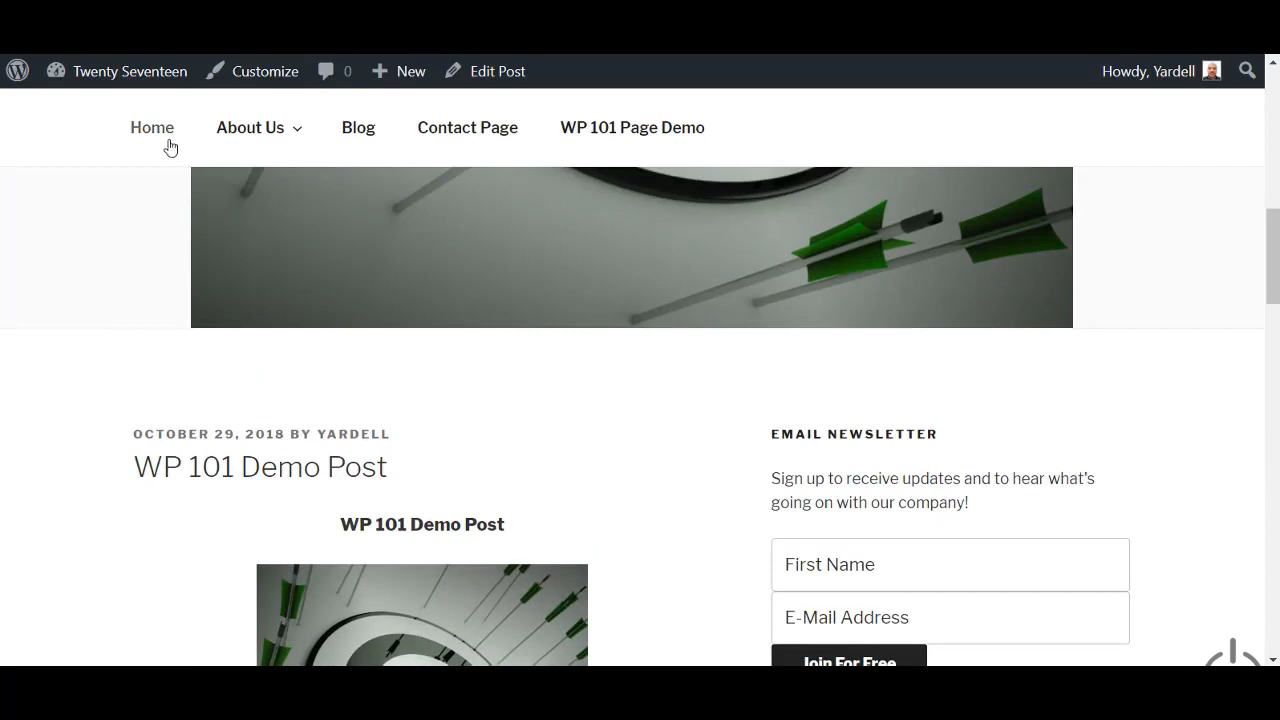 Twenty Seventeen Customize 0 New Edit Post Howdy, Yardell
Home About Us Blog Contact Page WP 101 Page Demo
OCTOBER 29, 2018 BY YARDELL
WP 101 Demo Post
WP 101 Demo Post
EMAIL NEWSLETTER
Sign up to receive updates and to hear what's
going on with our company!
First Name
E-Mail Address
Join For Free